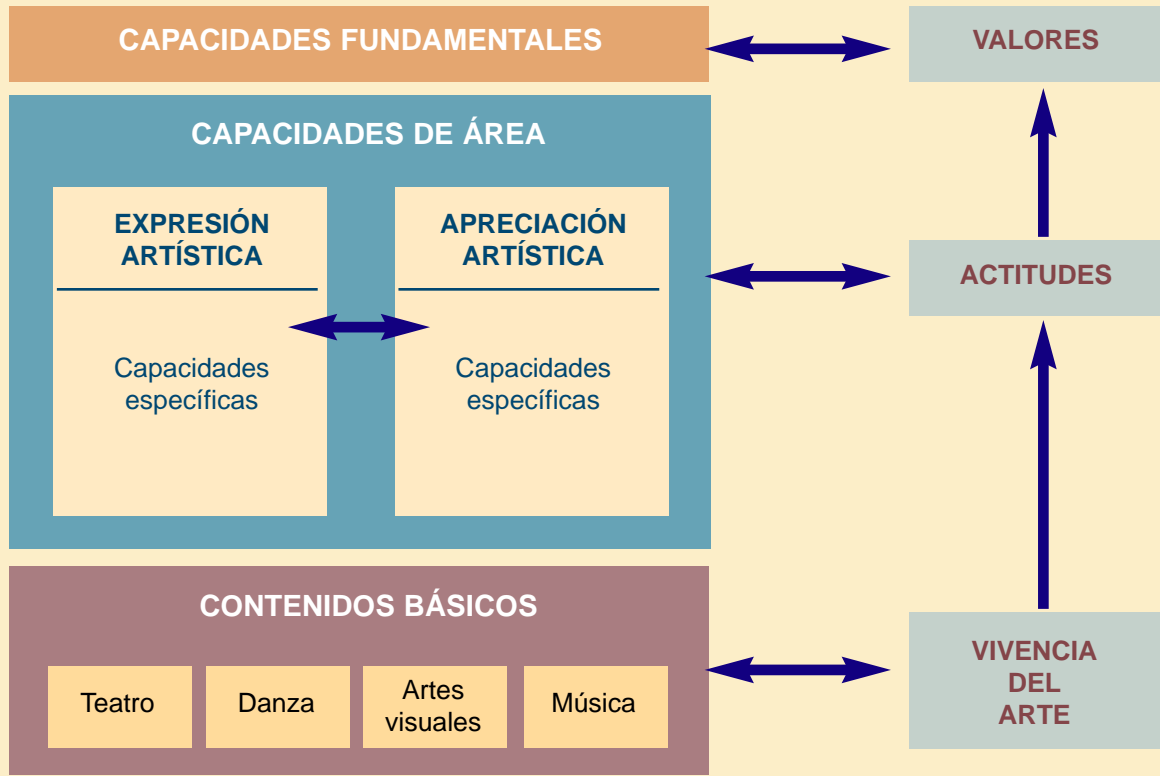 CAPACIDADES FUNDAMENTALES
VALORES
CAPACIDADES DE ÁREA
EXPRESIÓN
ARTÍSTICA
Capacidades
específicas
APRECIACIÓN
ARTÍSTICA
Capacidades
específicas
ACTITUDES
CONTENIDOS BÁSICOS
Teatro
Danza
Artes
visuales
Música
VIVENCIA
DEL
ARTE